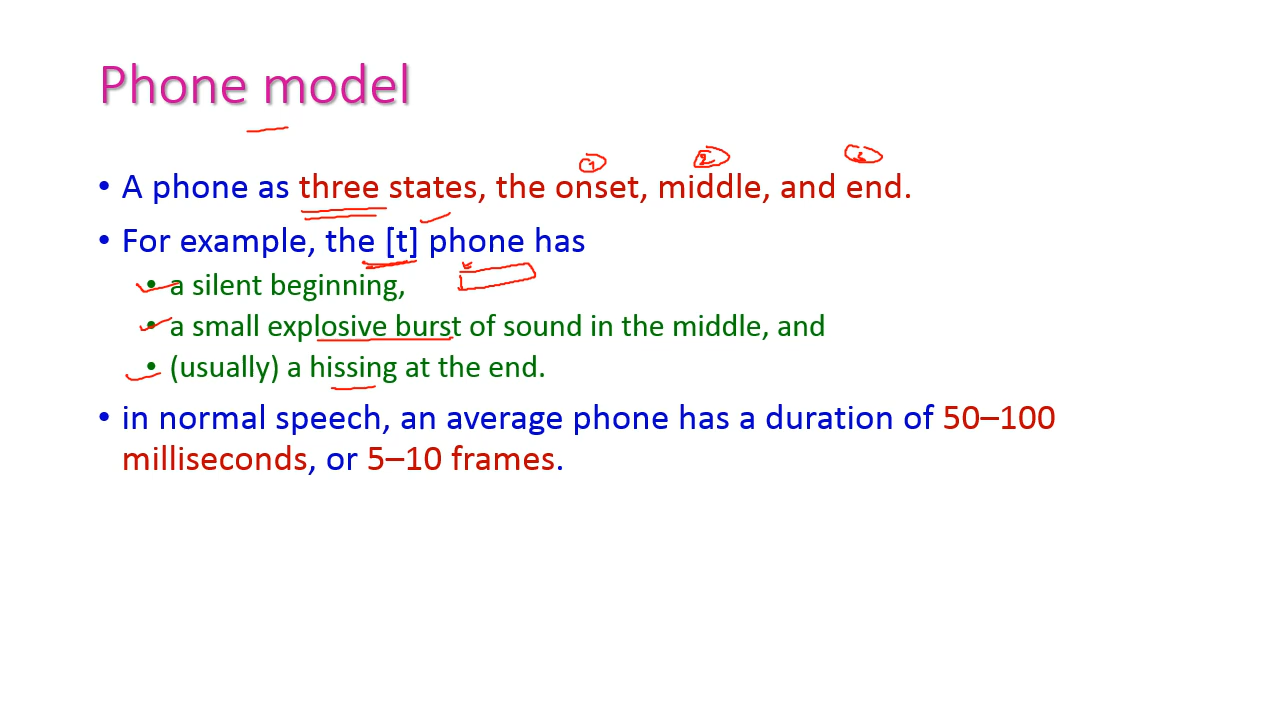 Phone model
1 2
• A phone as three states, the onset, middle, and end.
• For example, the [t] phone has
• a silent beginning,
• a small explosive burst of sound in the middle, and
• (usually) a hissing at the end.
• in normal speech, an average phone has a duration of 50–100
milliseconds, or 5–10 frames.